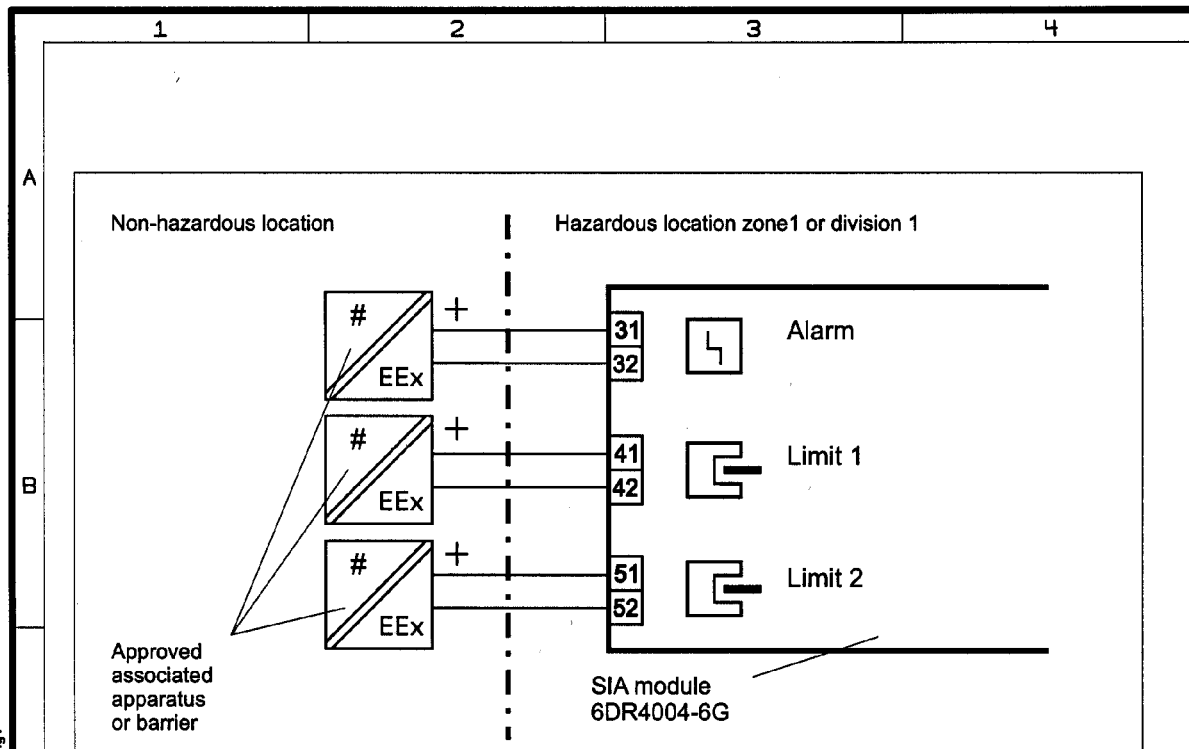 1 2 3 4
A
Non-hazardous location
Hazardous location zone1 or division 1
# +
EEx
31
32
Alarm
# +
EEx
41
42
Limit 1
B
# +
EEx
51
52
Limit 2
Approved
associated
apparatus
or barrier
SIA module
6DR4004-6G